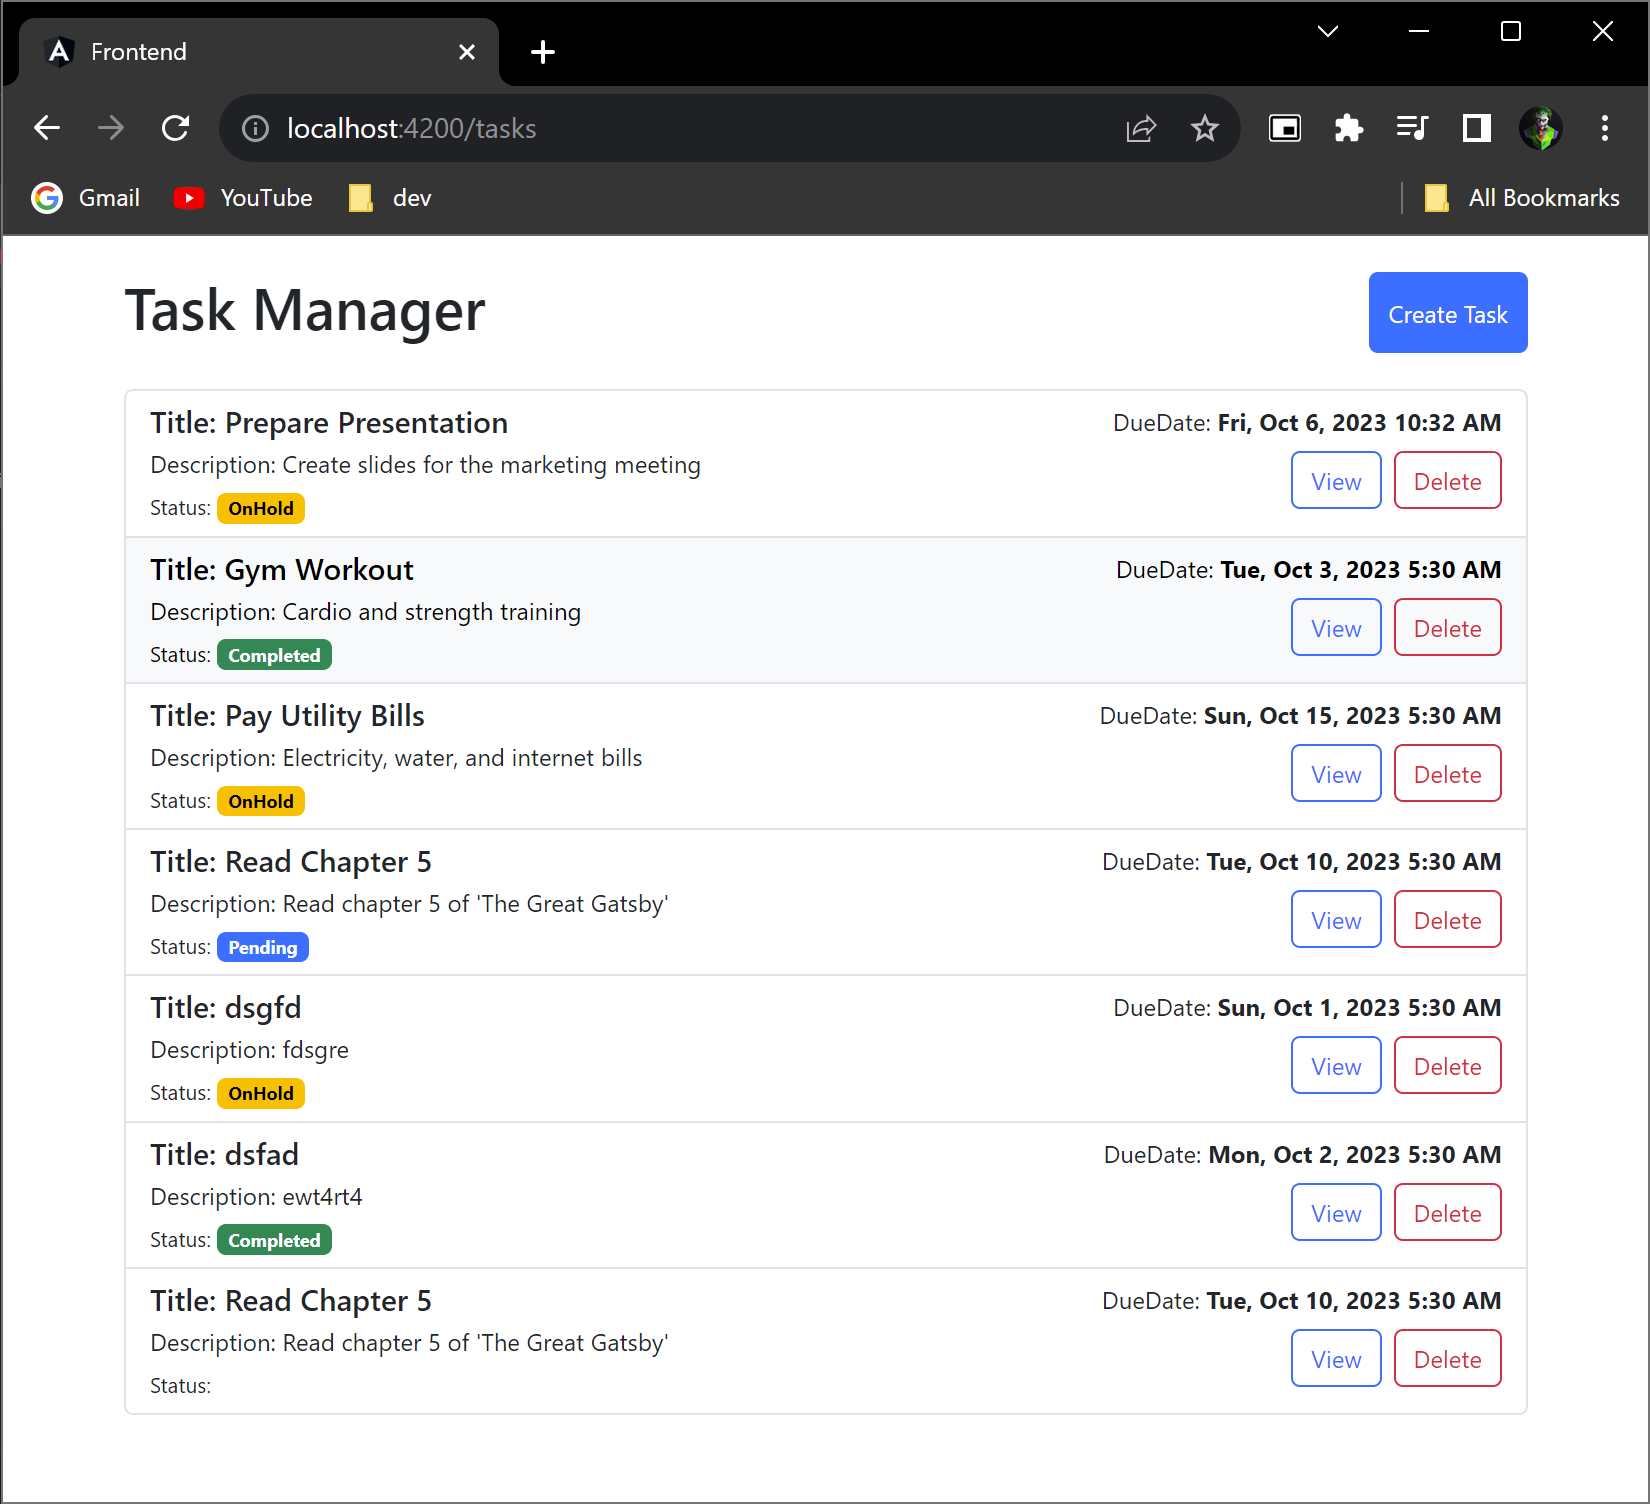 Frontend
localhost:4200/tasks
Gmail YouTube dev All Bookmarks
Task Manager
Create Task
Title: Prepare Presentation DueDate: Fri, Oct 6, 2023 10:32 AM
Description: Create slides for the marketing meeting View Delete
Status: OnHold
Title: Gym Workout DueDate: Tue, Oct 3, 2023 5:30 AM
Description: Cardio and strength training View Delete
Status: Completed
Title: Pay Utility Bills DueDate: Sun, Oct 15, 2023 5:30 AM
Description: Electricity, water, and internet bills View Delete
Status: OnHold
Title: Read Chapter 5 DueDate: Tue, Oct 10, 2023 5:30 AM
Description: Read chapter 5 of 'The Great Gatsby' View Delete
Status: Pending
Title: dsgfd DueDate: Sun, Oct 1, 2023 5:30 AM
Description: fdsgre View Delete
Status: OnHold
Title: dsfad DueDate: Mon, Oct 2, 2023 5:30 AM
Description: ewt4rt4 View Delete
Status: Completed
Title: Read Chapter 5 DueDate: Tue, Oct 10, 2023 5:30 AM
Description: Read chapter 5 of 'The Great Gatsby' View Delete
Status: